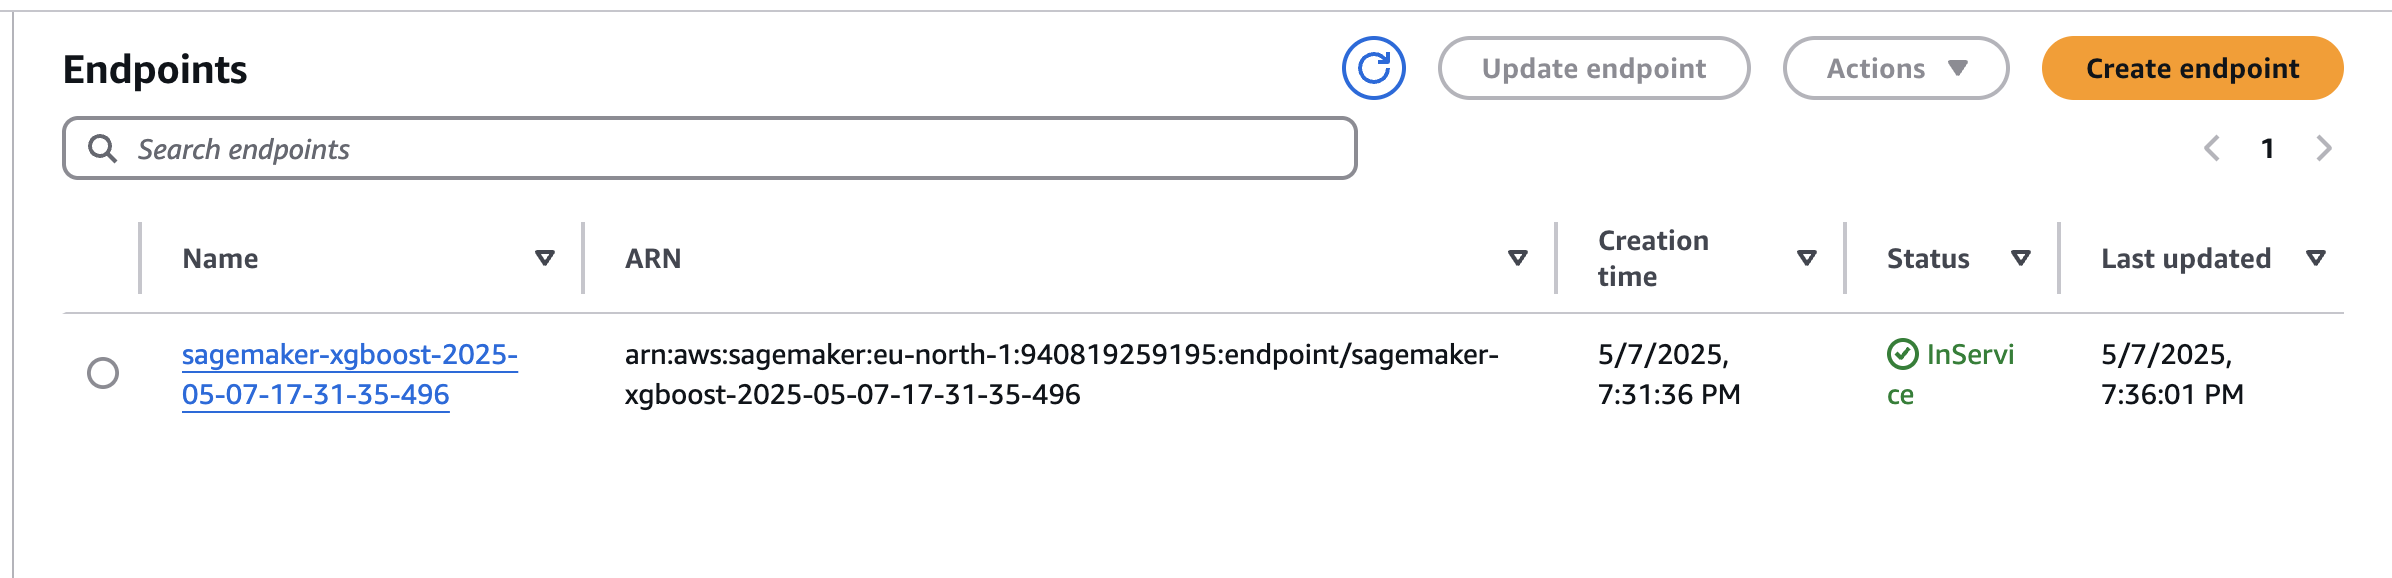 Endpoints
Update endpoint
Actions
Create endpoint
Search endpoints
1
Name
ARN
Creation
time
Status
Last updated
sagemaker-xgboost-2025-
05-07-17-31-35-496
arn:aws:sagemaker:eu-north-1:940819259195:endpoint/sagemaker-
xgboost-2025-05-07-17-31-35-496
5/7/2025,
7:31:36 PM
InServi
ce
5/7/2025,
7:36:01 PM